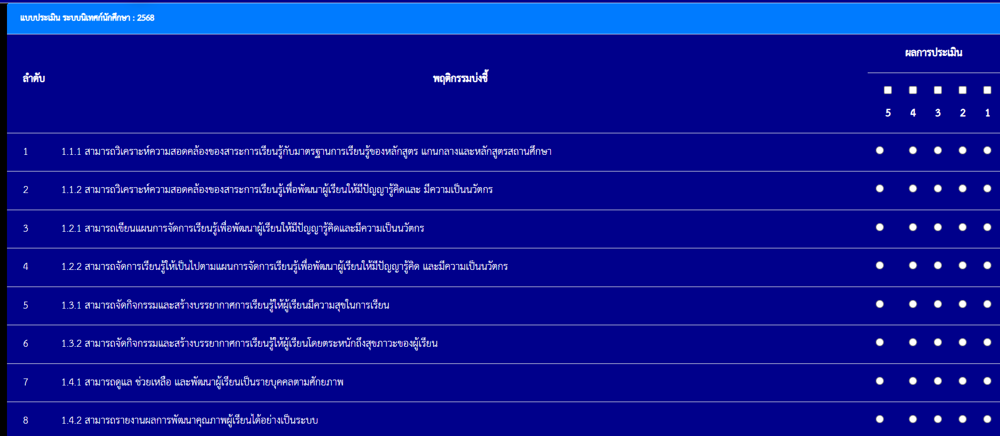 แบบประเมิน ระบบนิเทศก์นักศึกษา : 2568
ลำดับ พฤติกรรมบ่งชี้ ผลการประเมิน
5 4 3 2 1
1 1.1.1 สามารถวิเคราะห์ความสอดคล้องของสาระการเรียนรู้กับมาตรฐานการเรียนรู้ของหลักสูตร แกนกลางและหลักสูตรสถานศึกษา
2 1.1.2 สามารถวิเคราะห์ความสอดคล้องของสาระการเรียนรู้เพื่อพัฒนาผู้เรียนให้มีปัญญารู้คิดและ มีความเป็นนวัตกร
3 1.2.1 สามารถเขียนแผนการจัดการเรียนรู้เพื่อพัฒนาผู้เรียนให้มีปัญญารู้คิดและมีความเป็นนวัตกร
4 1.2.2 สามารถจัดการเรียนรู้ให้เป็นไปตามแผนการจัดการเรียนรู้เพื่อพัฒนาผู้เรียนให้มีปัญญารู้คิด และมีความเป็นนวัตกร
5 1.3.1 สามารถจัดกิจกรรมและสร้างบรรยากาศการเรียนรู้ให้ผู้เรียนมีความสุขในการเรียน
6 1.3.2 สามารถจัดกิจกรรมและสร้างบรรยากาศการเรียนรู้ให้ผู้เรียนโดยตระหนักถึงสุขภาวะของผู้เรียน
7 1.4.1 สามารถดูแล ช่วยเหลือ และพัฒนาผู้เรียนเป็นรายบุคคลตามศักยภาพ
8 1.4.2 สามารถรายงานผลการพัฒนาคุณภาพผู้เรียนได้อย่างเป็นระบบ